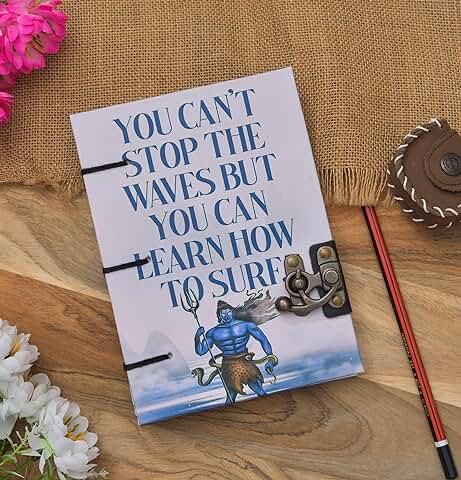 YOU CAN'T
STOP THE
WAVES BUT
YOU CAN
LEARN HOW
TO SURF